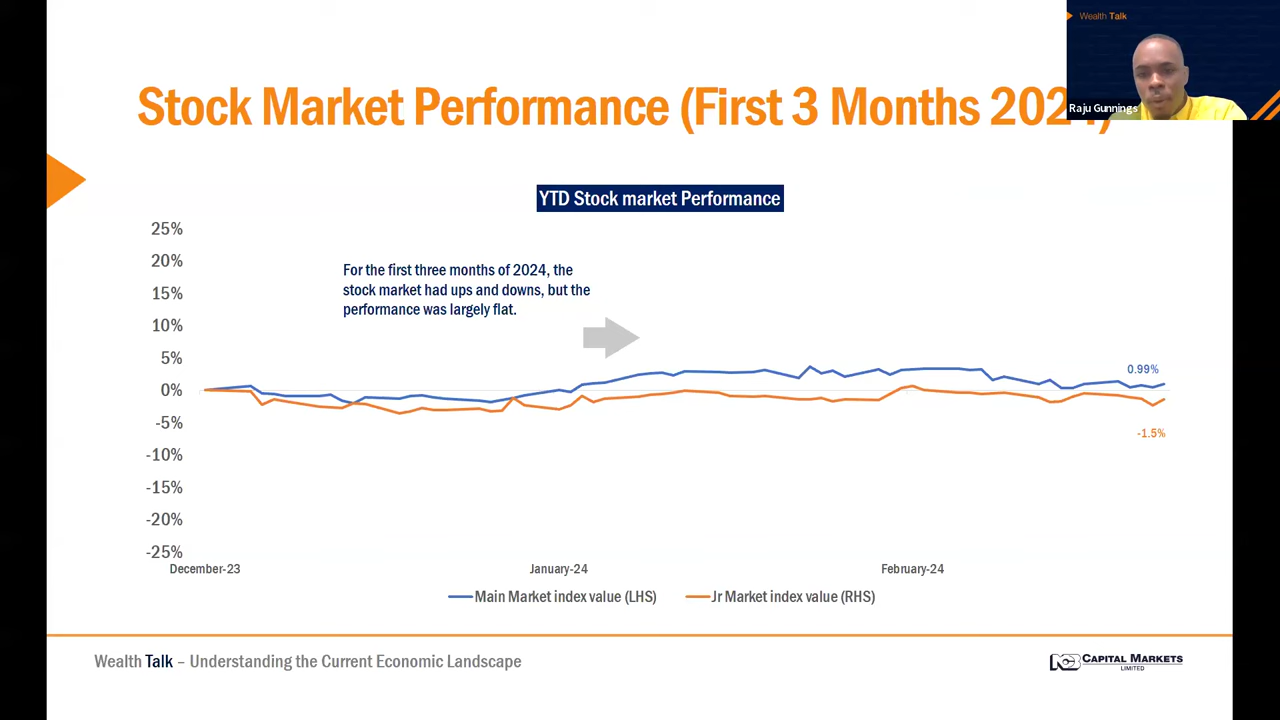 Wealth Talk
Raju Gunnings
Stock Market Performance (First 3 Months 2024)
YTD Stock market Performance
25%
20%
15%
10%
5%
0%
-5%
-10%
-15%
-20%
-25%
For the first three months of 2024, the
stock market had ups and downs, but the
performance was largely flat.
0.99%
-1.5%
December-23
January-24
February-24
Main Market index value (LHS)
Jr Market index value (RHS)
Wealth Talk – Understanding the Current Economic Landscape
NCB CAPITAL MARKETS
LIMITED